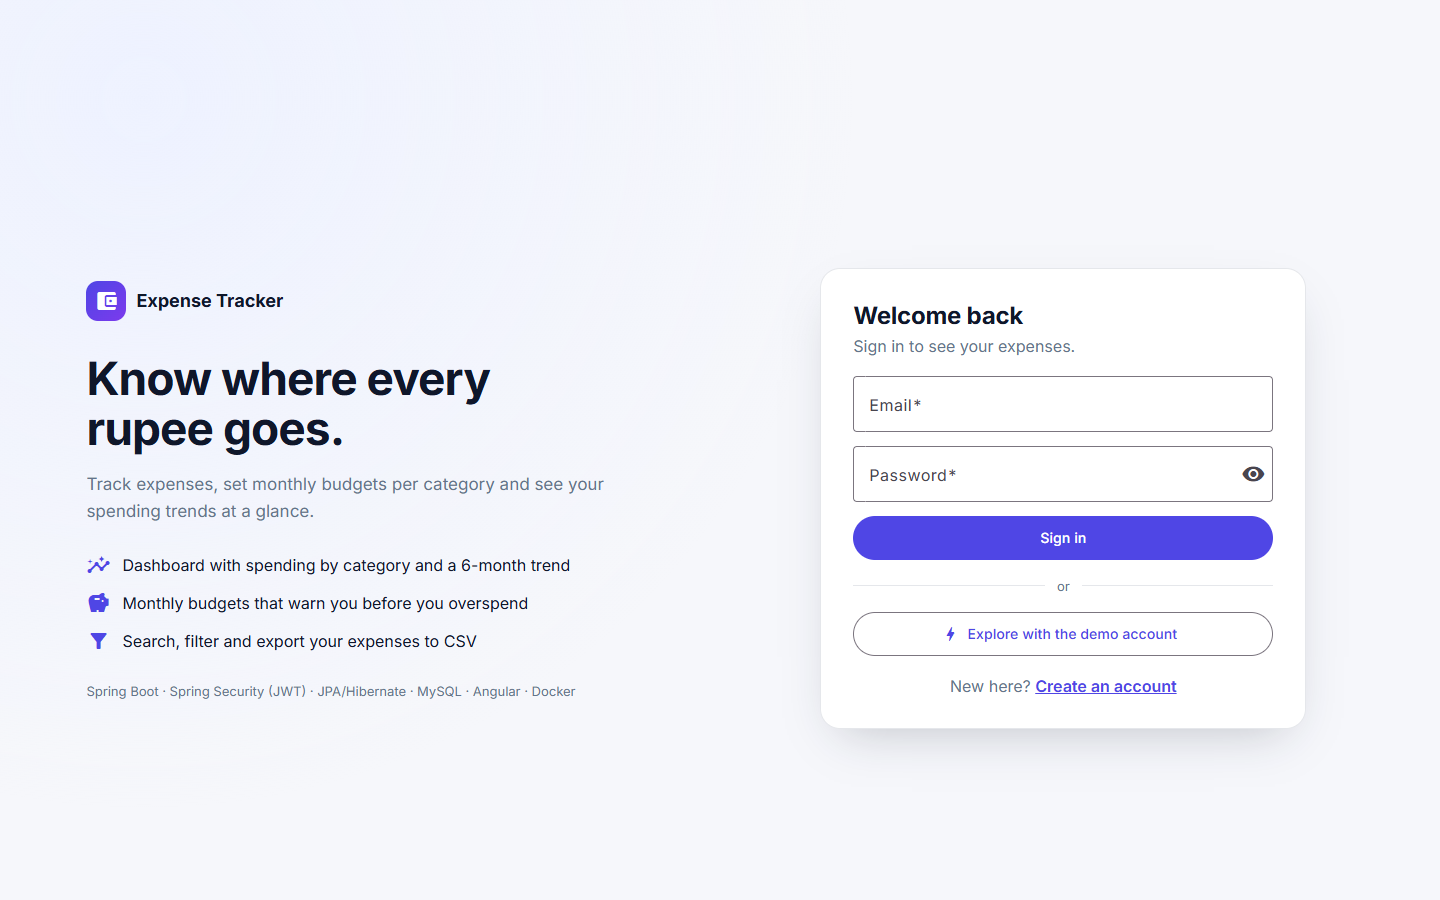 Expense Tracker
Know where every
rupee goes.
Track expenses, set monthly budgets per category and see your
spending trends at a glance.
Dashboard with spending by category and a 6-month trend
Monthly budgets that warn you before you overspend
Search, filter and export your expenses to CSV
Spring Boot · Spring Security (JWT) · JPA/Hibernate · MySQL · Angular · Docker
Welcome back
Sign in to see your expenses.
Email*
Password*
Sign in
or
Explore with the demo account
New here? Create an account